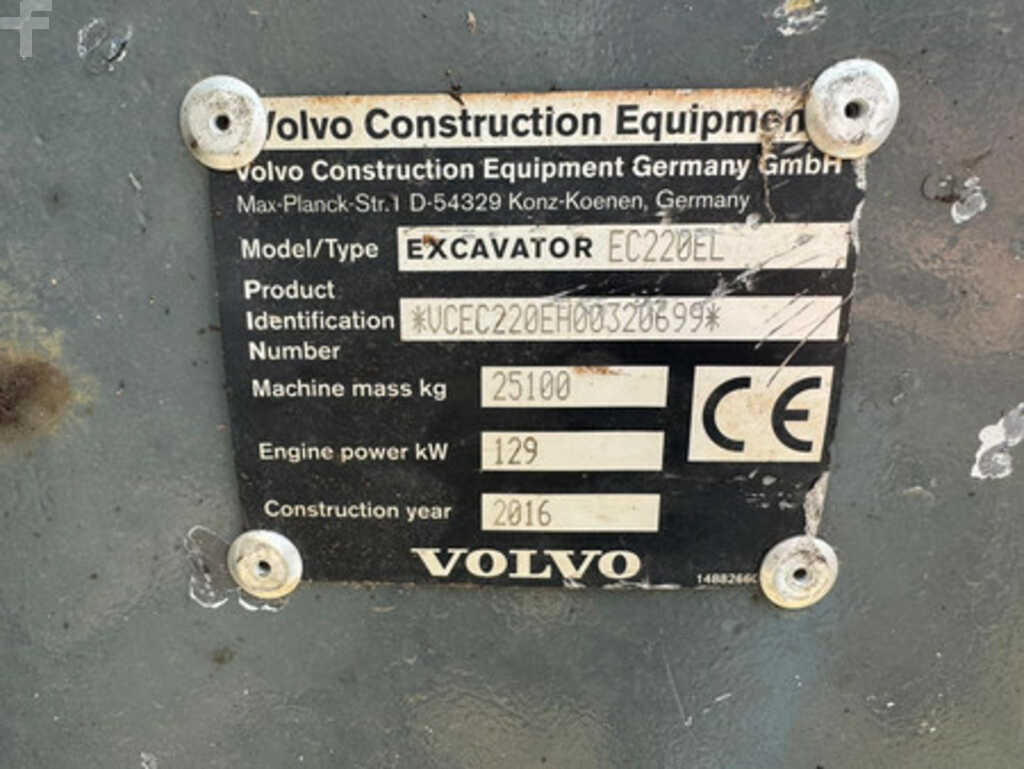 Volvo Construction Equipment
Volvo Construction Equipment Germany GmbH
Max-Planck-Str.1 D-54329 Konz-Koenen, Germany
Model/Type EXCAVATOR EC220EL
Product
Identification *VCEC220EH00320699*
Number
Machine mass kg 25100
CE
Engine power kW 129
Construction year 2016
VOLVO